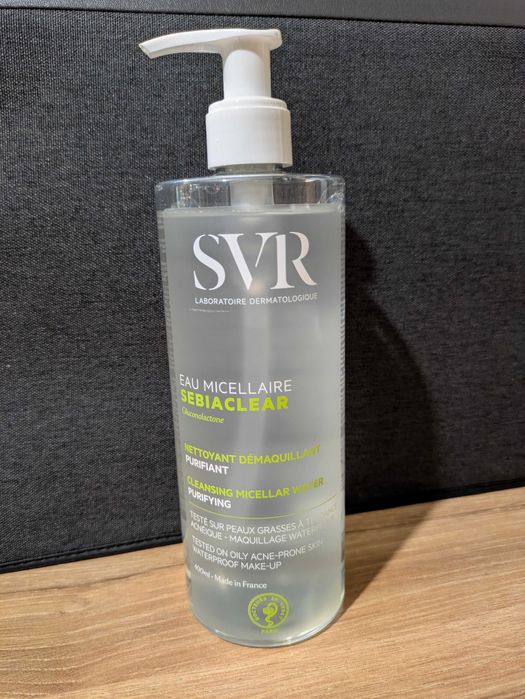 SVR
LABORATOIRE DERMATOLOGIQUE
EAU MICELLAIRE
SEBIACLEAR
Gluconolactone
NETTOYANT DÉMAQUILLANT
PURIFIANT
CLEANSING MICELLAR WATER
PURIFYING
TESTÉ SUR PEAUX GRASSES À
ACNÉIQUE - MAQUILLAGE
TESTED ON OILY ACNE-PRONE SKIN
WATERPROOF MAKE-UP
400ml - Made in France
PARIS